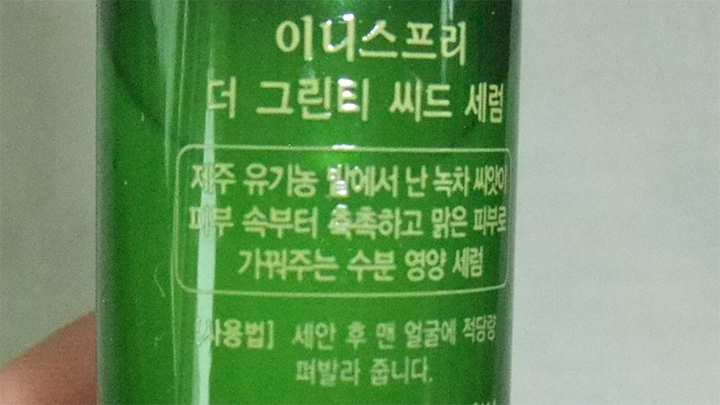 이니스프리
더 그린티 씨드 세럼
제주 유기농 밭에서 난 녹차 씨앗이
피부 속부터 촉촉하고 맑은 피부로
가꿔주는 수분 영양 세럼
[사용법] 세안 후 맨 얼굴에 적당량
펴발라 줍니다.